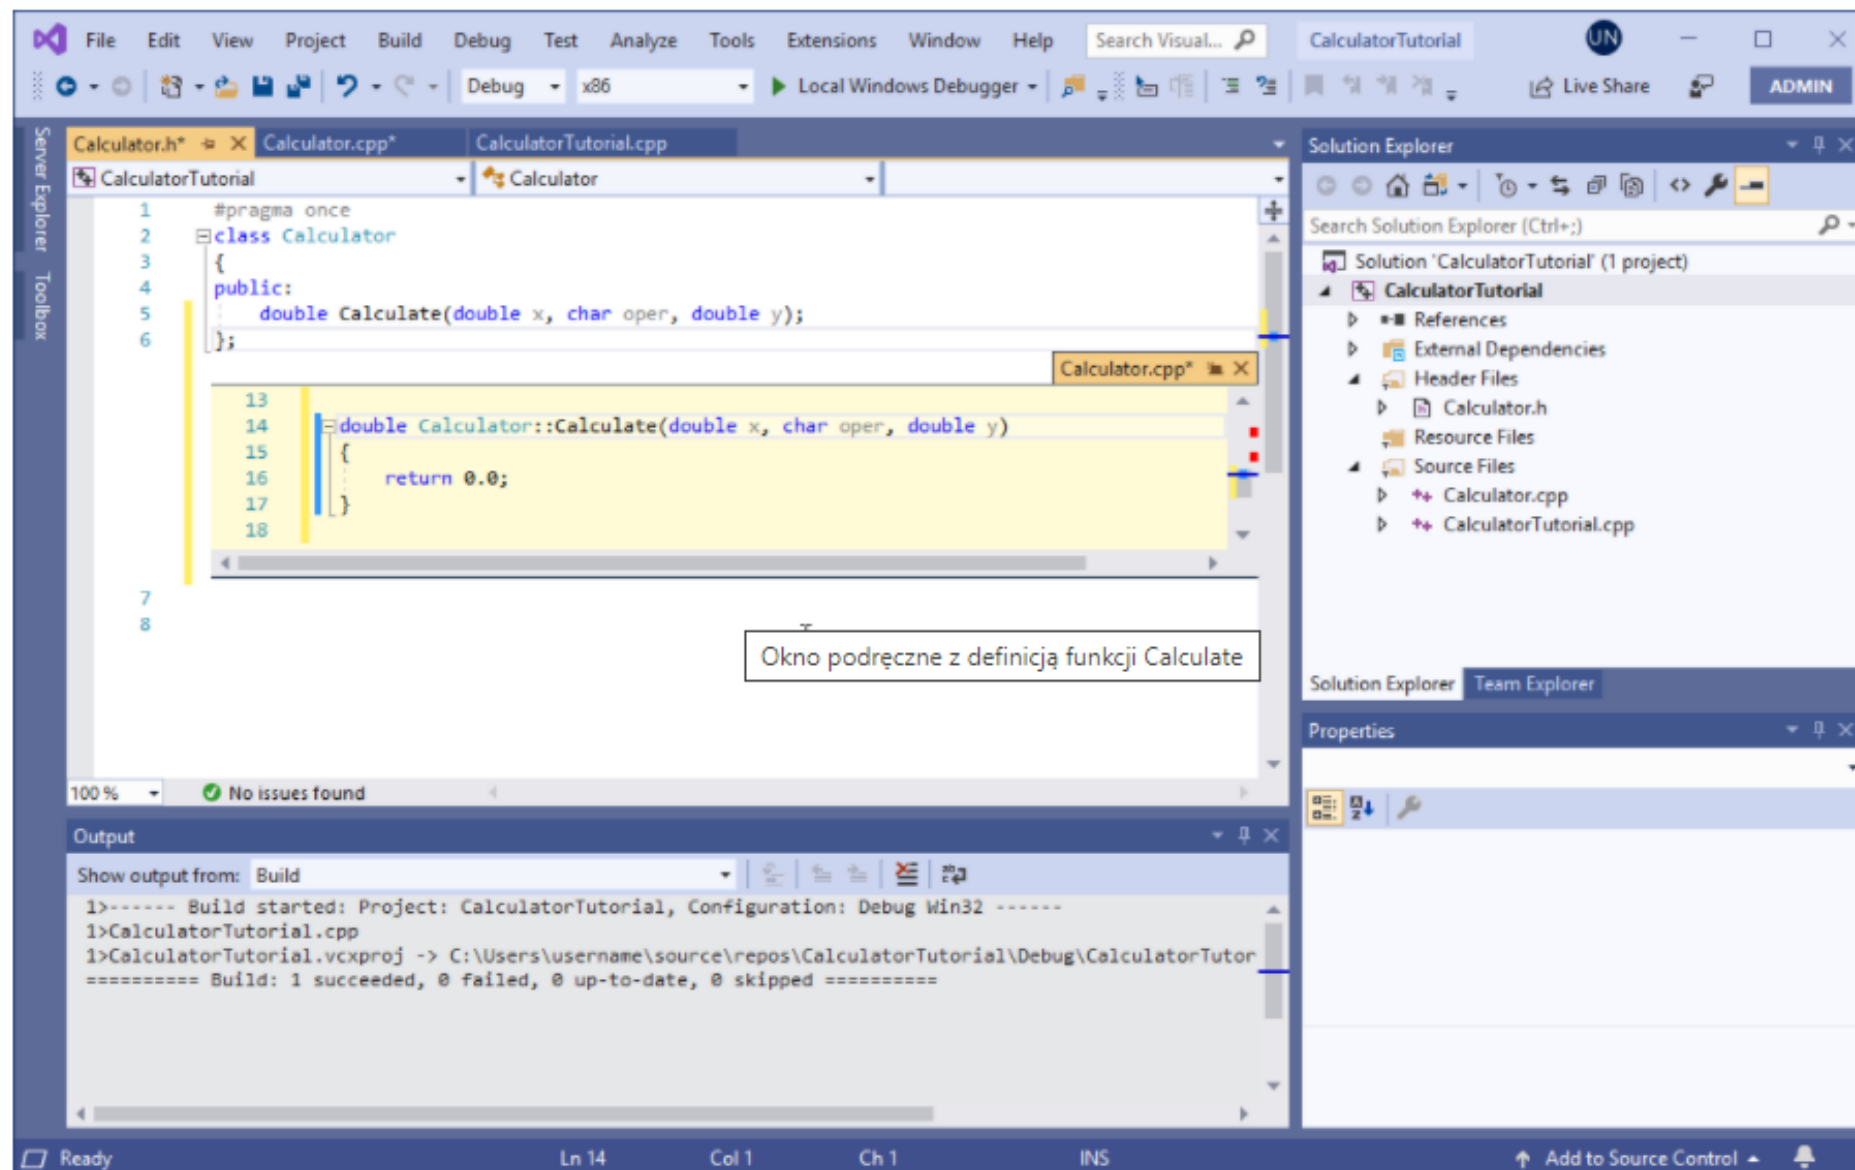 File Edit View Project Build Debug Test Analyze Tools Extensions Window Help Search Visual... CalculatorTutorial UN
Debug x86 Local Windows Debugger Live Share ADMIN
Server Explorer
Toolbox
Calculator.h* Calculator.cpp* CalculatorTutorial.cpp
CalculatorTutorial Calculator
1 #pragma once
2 class Calculator
3 {
4 public:
5 double Calculate(double x, char oper, double y);
6 };
Calculator.cpp*
13
14 double Calculator::Calculate(double x, char oper, double y)
15 {
16 return 0.0;
17 }
18
7
8
Okno podręczne z definicją funkcji Calculate
100 % No issues found
Output
Show output from: Build
1>------ Build started: Project: CalculatorTutorial, Configuration: Debug Win32 ------
1>CalculatorTutorial.cpp
1>CalculatorTutorial.vcxproj -> C:\Users\username\source\repos\CalculatorTutorial\Debug\CalculatorTutor
========== Build: 1 succeeded, 0 failed, 0 up-to-date, 0 skipped ==========
Solution Explorer
Search Solution Explorer (Ctrl+;)
Solution 'CalculatorTutorial' (1 project)
CalculatorTutorial
References
External Dependencies
Header Files
Calculator.h
Resource Files
Source Files
Calculator.cpp
CalculatorTutorial.cpp
Solution Explorer Team Explorer
Properties
Ready Ln 14 Col 1 Ch 1 INS Add to Source Control